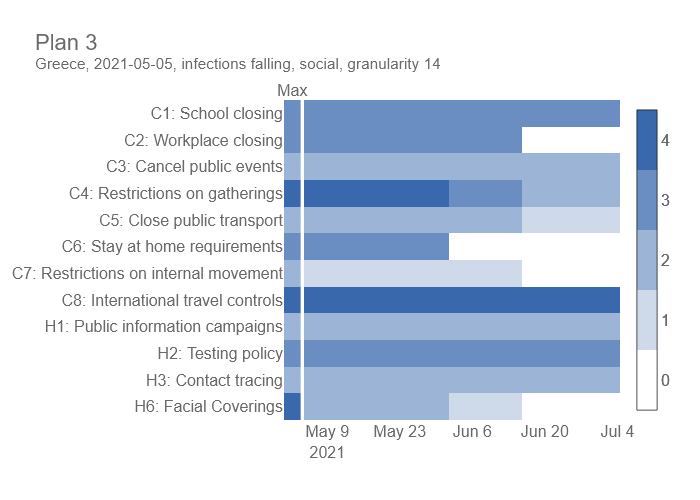 Plan 3
Greece, 2021-05-05, infections falling, social, granularity 14
Max
C1: School closing
C2: Workplace closing
C3: Cancel public events
C4: Restrictions on gatherings
C5: Close public transport
C6: Stay at home requirements
C7: Restrictions on internal movement
C8: International travel controls
H1: Public information campaigns
H2: Testing policy
H3: Contact tracing
H6: Facial Coverings
4
3
2
1
0
May 9 May 23 Jun 6 Jun 20 Jul 4
2021